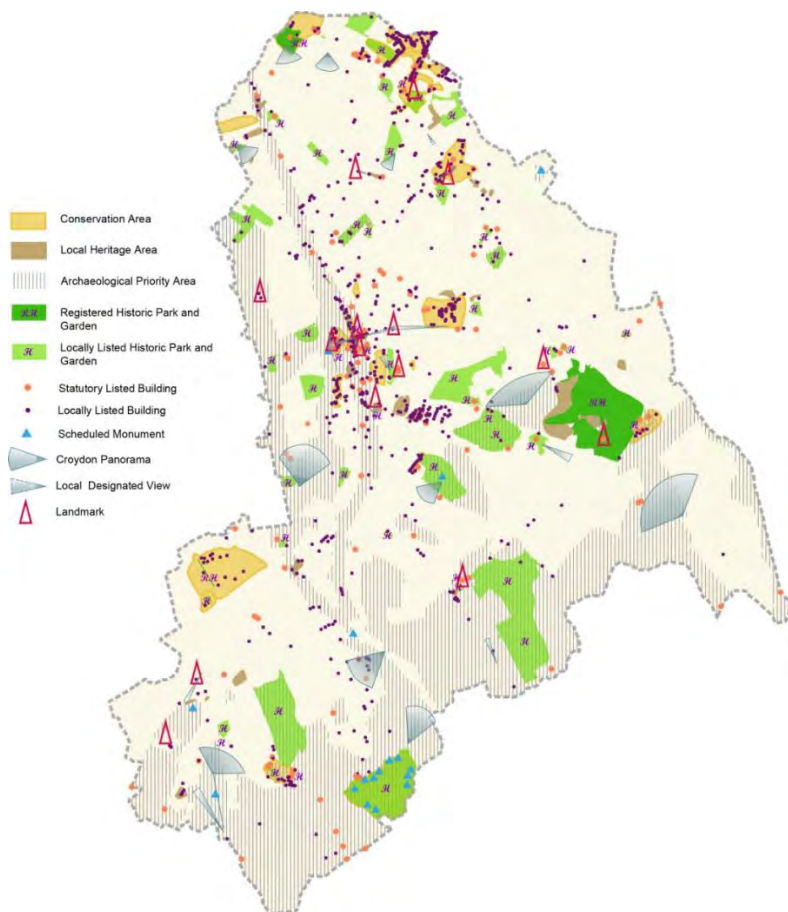 Conservation Area
Local Heritage Area
Archaeological Priority Area
RH
Registered Historic Park and
Garden
H
Locally Listed Historic Park and
Garden
Statutory Listed Building
Locally Listed Building
Scheduled Monument
Croydon Panorama
Local Designated View
Landmark